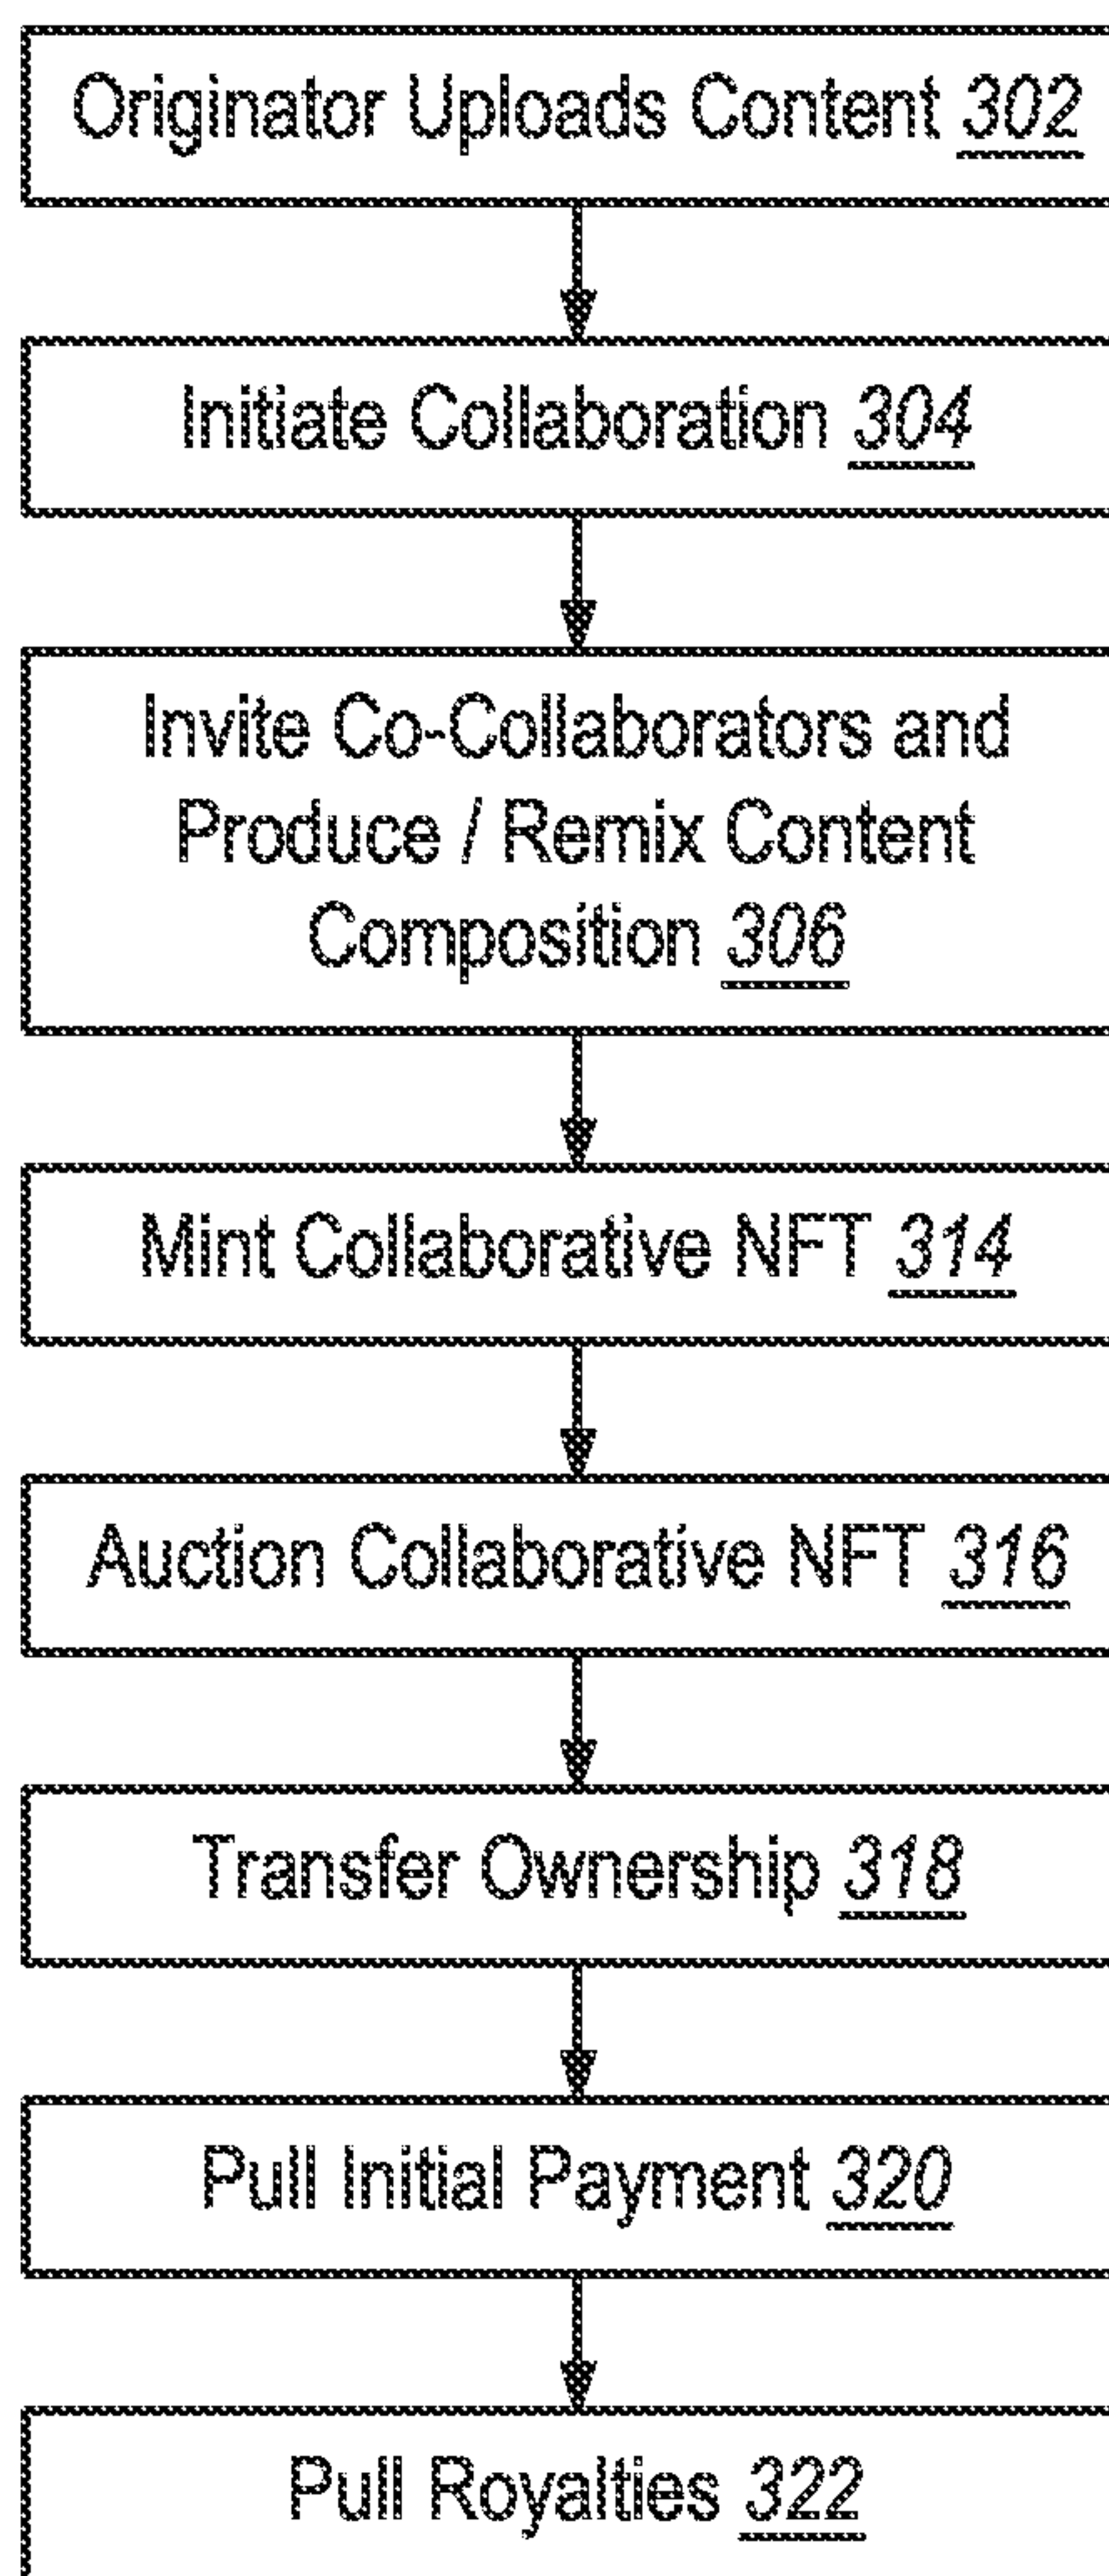 Originator Uploads Content 302
Initiate Collaboration 304
Invite Co-Collaborators and
Produce / Remix Content
Composition 306
Mint Collaborative NFT 314
Auction Collaborative NFT 316
Transfer Ownership 318
Pull Initial Payment 320
Pull Royalties 322